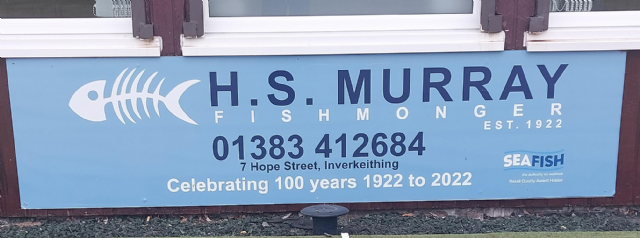 H.S. MURRAY
FISHMONGER
EST. 1922
01383 412684
7 Hope Street, Inverkeithing
Celebrating 100 years 1922 to 2022
SEAFISH